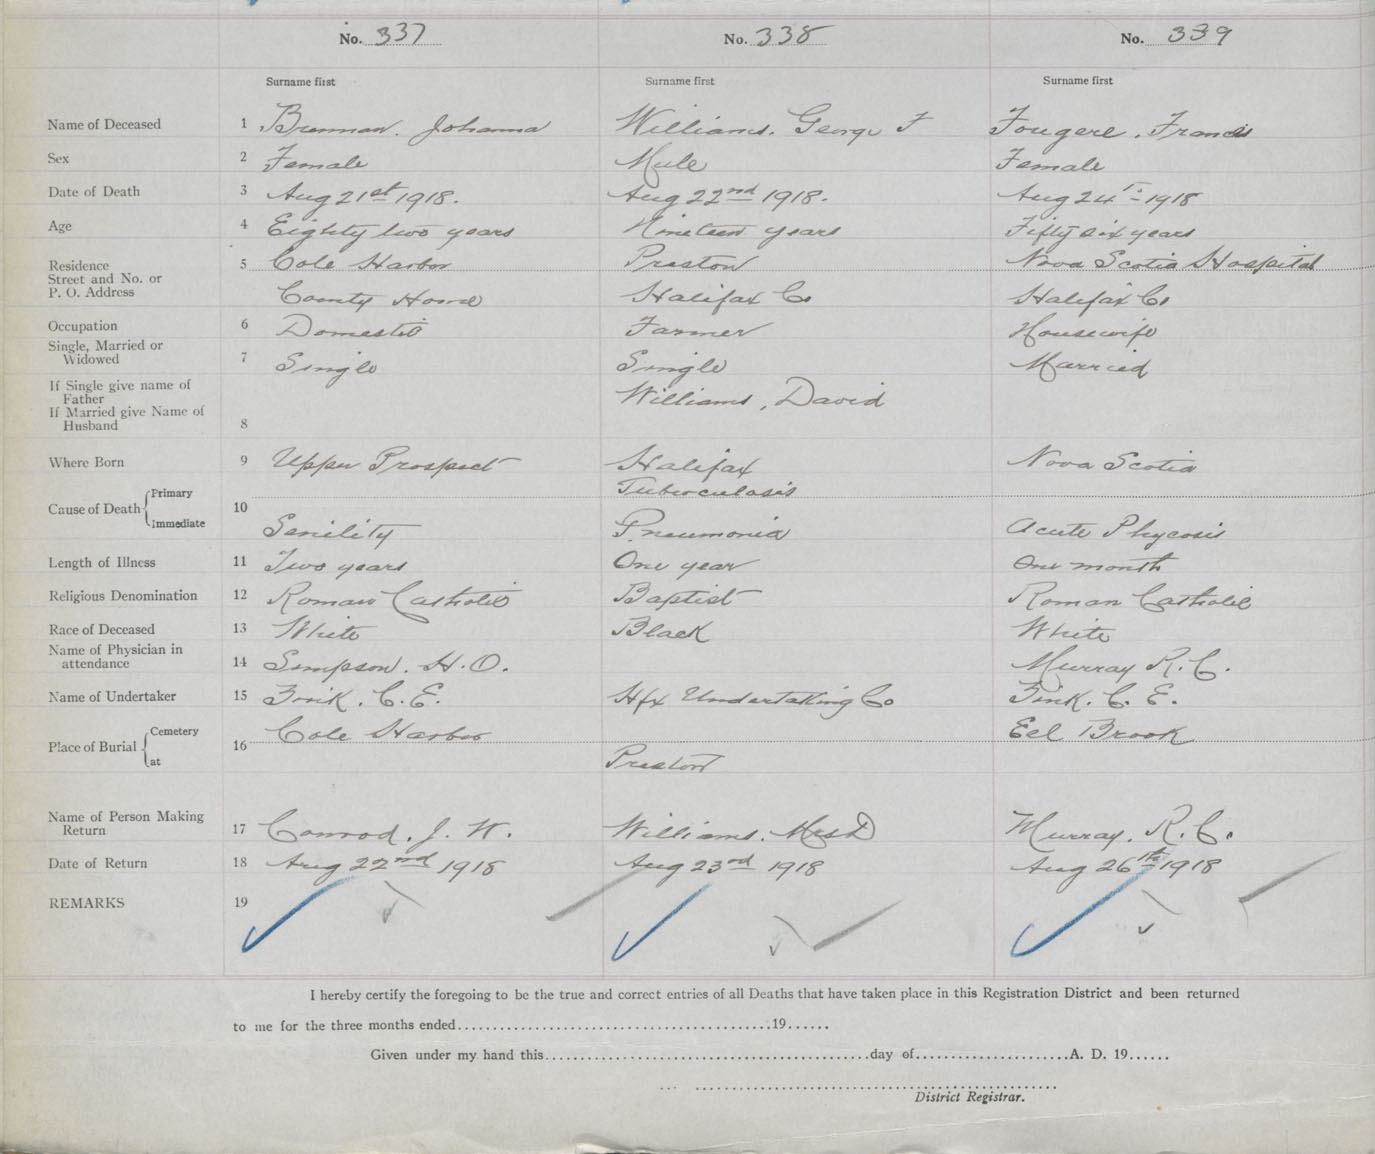 No. 337 No. 338 No. 339
Surname first Surname first Surname first
Name of Deceased 1 Brennan. Johanna Williams. George F Fougere. Francis
Sex 2 Female Male Female
Date of Death 3 Aug 21st 1918. Aug 22nd 1918. Aug 24th 1918
Age 4 Eighty two years Nineteen years Fifty six years
Residence 5 Cole Harbor Preston Nova Scotia Hospital
Street and No. or
P. O. Address County Home Halifax Co Halifax Co
Occupation 6 Domestic Farmer Housewife
Single, Married or
Widowed 7 Single Single Married
If Single give name of
Father Williams, David
If Married give Name of
Husband 8
Where Born 9 Upper Prospect Halifax Nova Scotia
Cause of Death Primary 10 Tuberculosis
Immediate Senility Pneumonia Acute Phycosis
Length of Illness 11 Two years One year One month
Religious Denomination 12 Roman Catholic Baptist Roman Catholic
Race of Deceased 13 White Black White
Name of Physician in
attendance 14 Simpson. H. O. Murray R. C.
Name of Undertaker 15 Zink. C. E. Hfx Undertaking Co Zink. C. E.
Place of Burial Cemetery 16 Cole Harbor Eel Brook
at Preston
Name of Person Making
Return 17 Conrod. J. W. Williams. Mrs D Murray. R. C.
Date of Return 18 Aug 22nd 1918 Aug 23rd 1918 Aug 26th 1918
REMARKS 19
I hereby certify the foregoing to be the true and correct entries of all Deaths that have taken place in this Registration District and been returned
to me for the three months ended..........................................19......
Given under my hand this............................................day of.....................A. D. 19......
District Registrar.